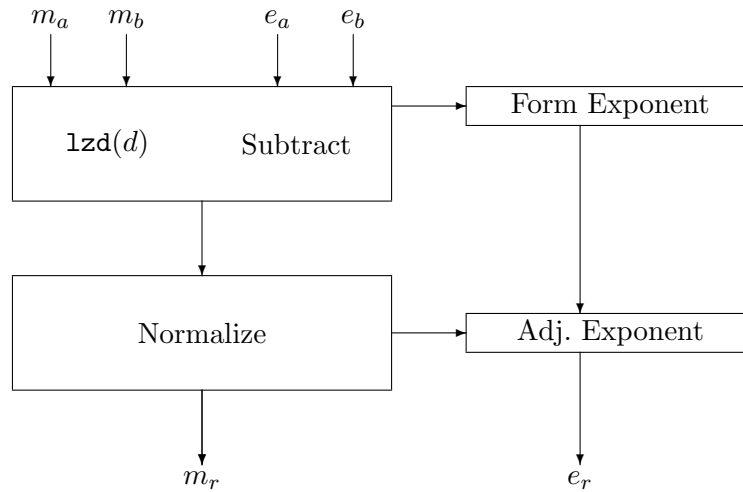 m_a m_b e_a e_b
Form Exponent
lzd(d) Subtract
Normalize
Adj. Exponent
m_r e_r